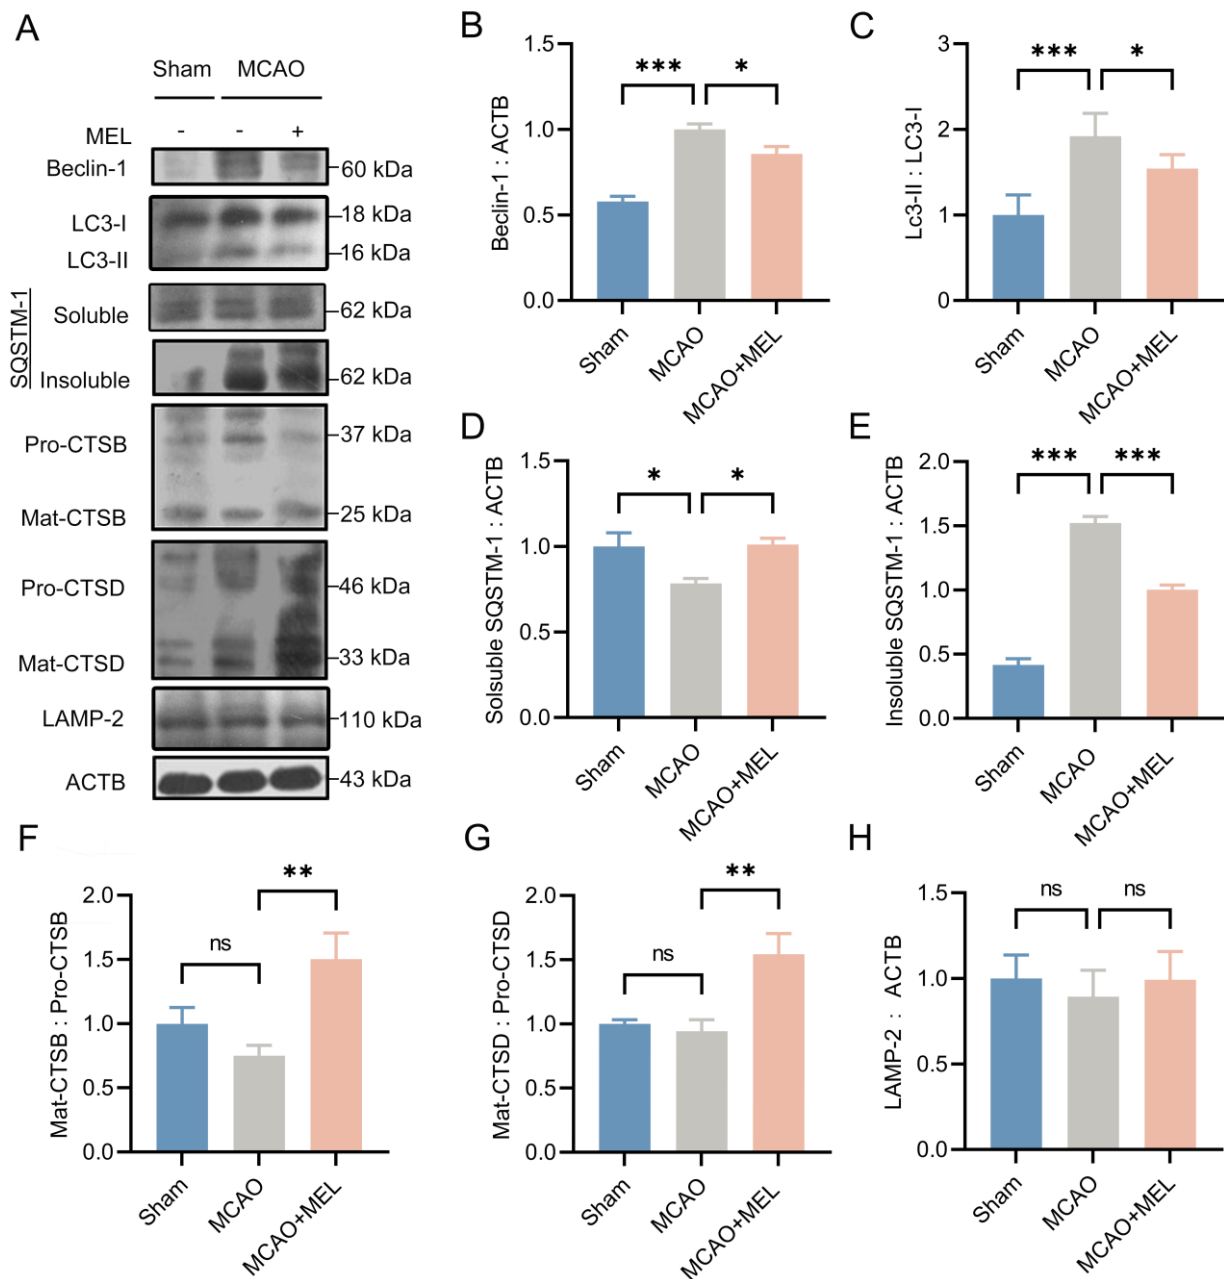 A
Sham MCAO
MEL - - +
Beclin-1 60 kDa
LC3-I 18 kDa
LC3-II 16 kDa
SQSTM-1
Soluble 62 kDa
Insoluble 62 kDa
Pro-CTSB 37 kDa
Mat-CTSB 25 kDa
Pro-CTSD 46 kDa
Mat-CTSD 33 kDa
LAMP-2 110 kDa
ACTB 43 kDa
B
Beclin-1 : ACTB
1.5
1.0
0.5
0.0
*** *
Sham MCAO MCAO+MEL
C
Lc3-II : LC3-I
3
2
1
0
*** *
Sham MCAO MCAO+MEL
D
Solsuble SQSTM-1 : ACTB
1.5
1.0
0.5
0.0
* *
Sham MCAO MCAO+MEL
E
Insoluble SQSTM-1 : ACTB
2.0
1.5
1.0
0.5
0.0
*** ***
Sham MCAO MCAO+MEL
F
Mat-CTSB : Pro-CTSB
2.0
1.5
1.0
0.5
0.0
ns **
Sham MCAO MCAO+MEL
G
Mat-CTSD : Pro-CTSD
2.0
1.5
1.0
0.5
0.0
ns **
Sham MCAO MCAO+MEL
H
LAMP-2 : ACTB
1.5
1.0
0.5
0.0
ns ns
Sham MCAO MCAO+MEL